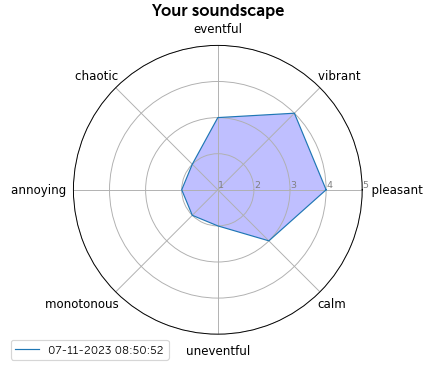 Your soundscape
eventful
chaotic
vibrant
annoying
1 2 3 4 5
pleasant
monotonous
calm
07-11-2023 08:50:52
uneventful